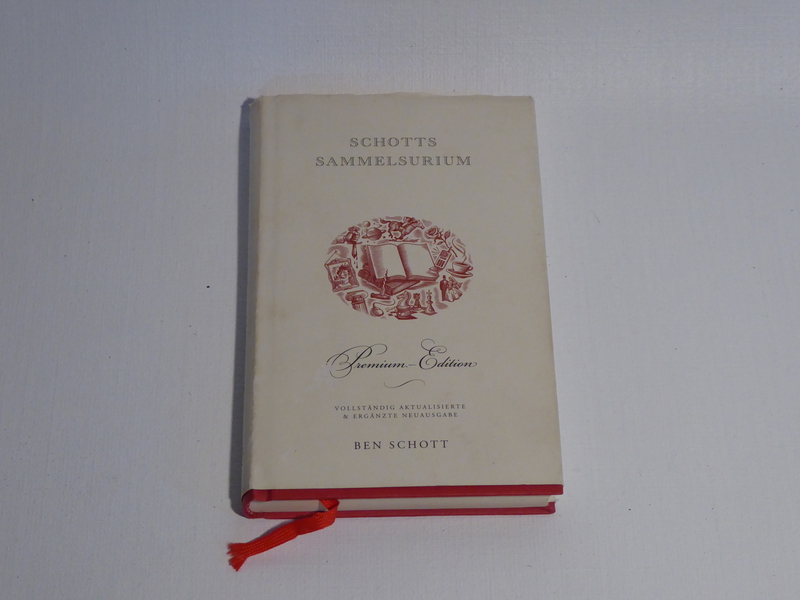 SCHOTTS
SAMMELSURIUM
Premium-Edition
VOLLSTÄNDIG AKTUALISIERTE
& ERGÄNZTE NEUAUSGABE
BEN SCHOTT